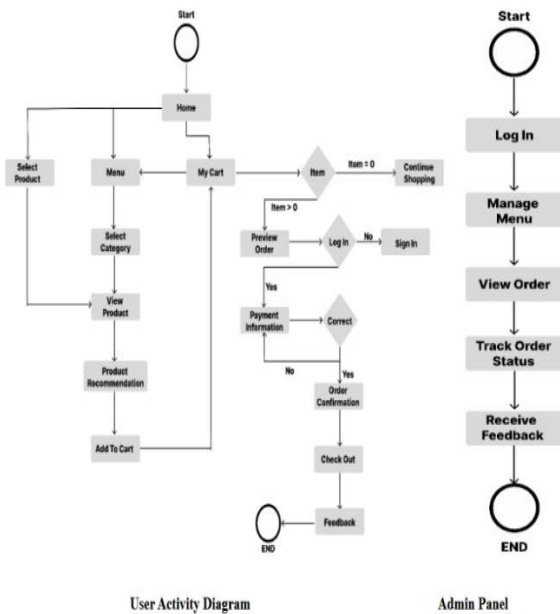 Start
Home
Select
Product
Menu
My Cart
Item
Item = 0
Continue
Shopping
Item > 0
Select
Category
Preview
Order
Log in
No
Sign In
View
Product
Yes
Payment
Information
Correct
No
Yes
Product
Recommendation
Order
Confirmation
Add To Cart
Check Out
Feedback
END
Start
Log In
Manage
Menu
View Order
Track Order
Status
Receive
Feedback
END
User Activity Diagram
Admin Panel